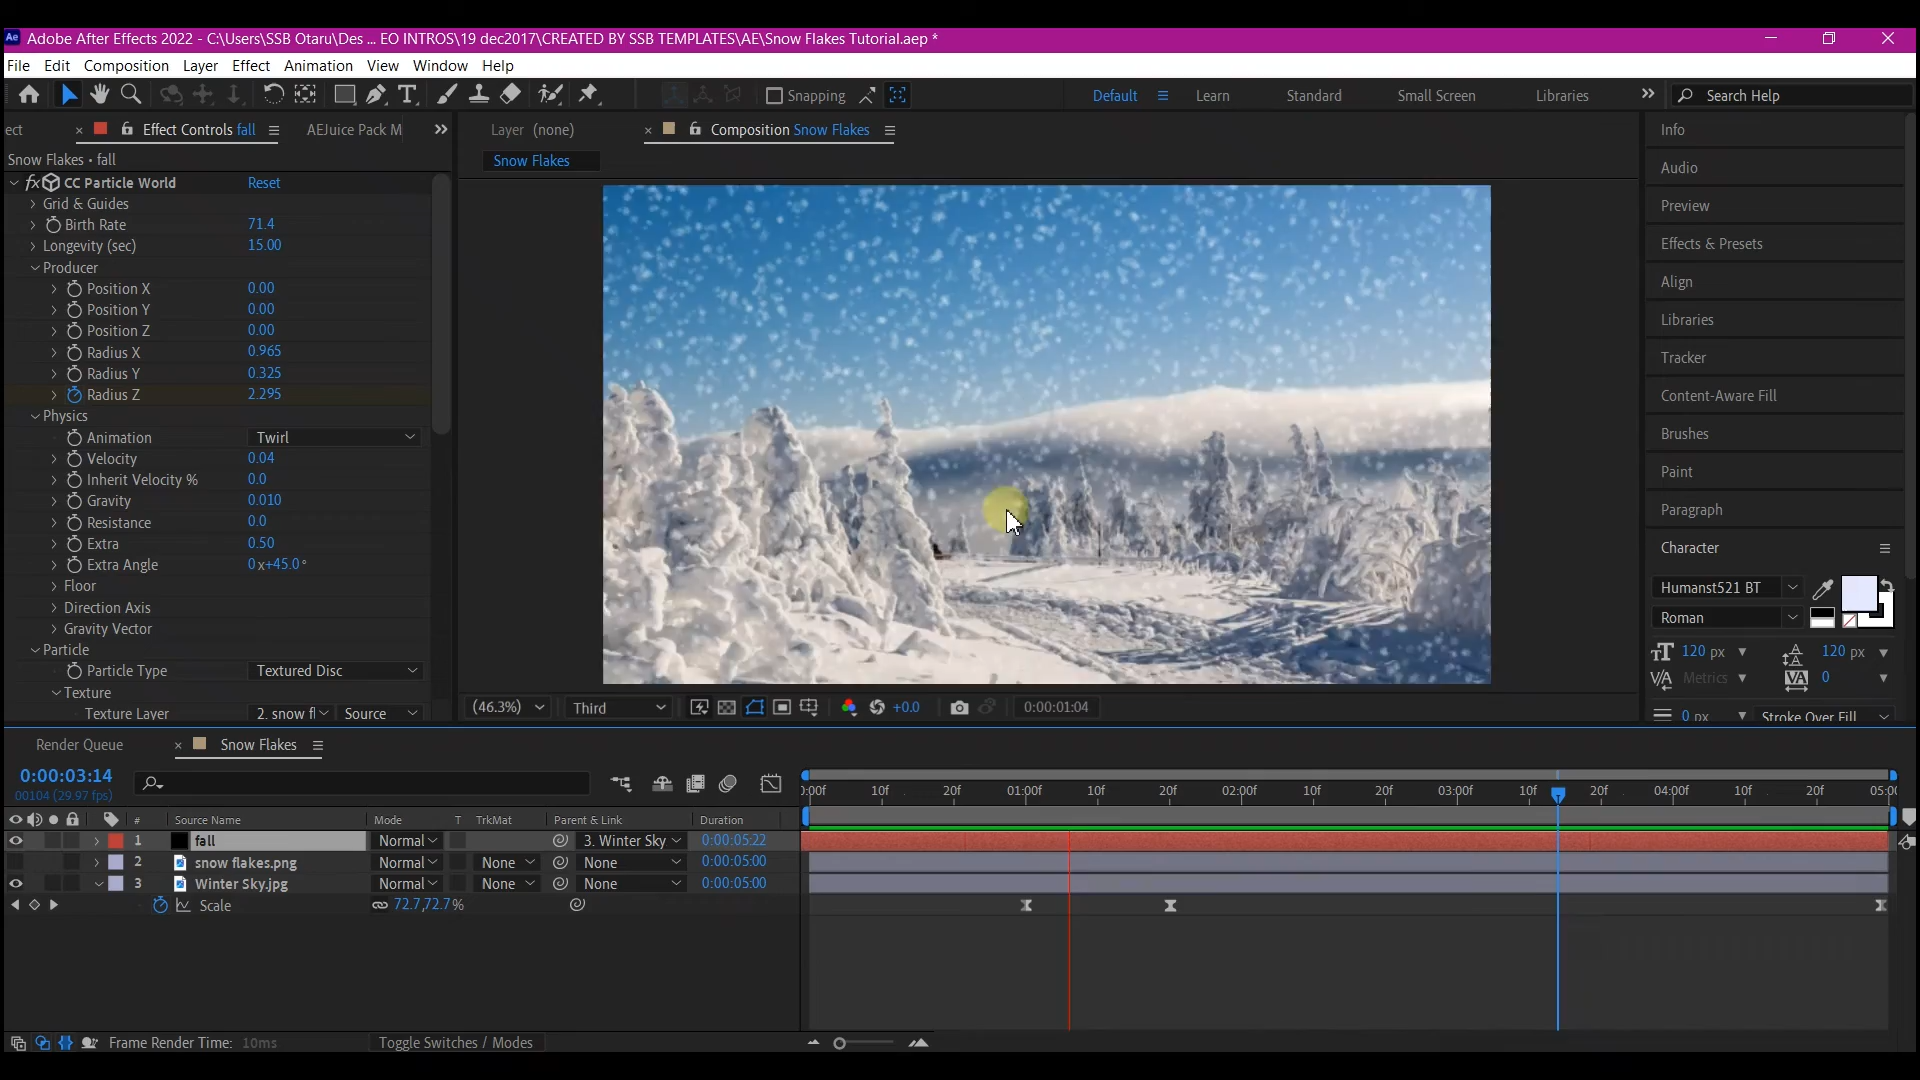 Adobe After Effects 2022 - C:\Users\SSB Otaru\Des ... EO INTROS\19 dec2017\CREATED BY SSB TEMPLATES\AE\Snow Flakes Tutorial.aep *
File Edit Composition Layer Effect Animation View Window Help
Snapping Default Learn Standard Small Screen Libraries Search Help
ect Effect Controls fall AEJuice Pack M
Layer (none) Composition Snow Flakes
Snow Flakes • fall
Snow Flakes
CC Particle World Reset
Grid & Guides
Birth Rate 71.4
Longevity (sec) 15.00
Producer
Position X 0.00
Position Y 0.00
Position Z 0.00
Radius X 0.965
Radius Y 0.325
Radius Z 2.295
Physics
Animation Twirl
Velocity 0.04
Inherit Velocity % 0.0
Gravity 0.010
Resistance 0.0
Extra 0.50
Extra Angle 0x+45.0°
Floor
Direction Axis
Gravity Vector
Particle
Particle Type Textured Disc
Texture
Texture Layer 2. snow fl Source
(46.3%) Third +0.0 0:00:01:04
Info
Audio
Preview
Effects & Presets
Align
Libraries
Tracker
Content-Aware Fill
Brushes
Paint
Paragraph
Character
Humanst521 BT
Roman
120 px 120 px
Metrics 0
0 px Stroke Over Fill
Render Queue Snow Flakes
0:00:03:14
00104 (29.97 fps)
:00f 10f 20f 01:00f 10f 20f 02:00f 10f 20f 03:00f 10f 20f 04:00f 10f 20f 05:00
# Source Name Mode T TrkMat Parent & Link Duration
1 fall Normal 3. Winter Sky 0:00:05:22
2 snow flakes.png Normal None None 0:00:05:00
3 Winter Sky.jpg Normal None None 0:00:05:00
Scale 72.7,72.7%
Frame Render Time: 10ms Toggle Switches / Modes